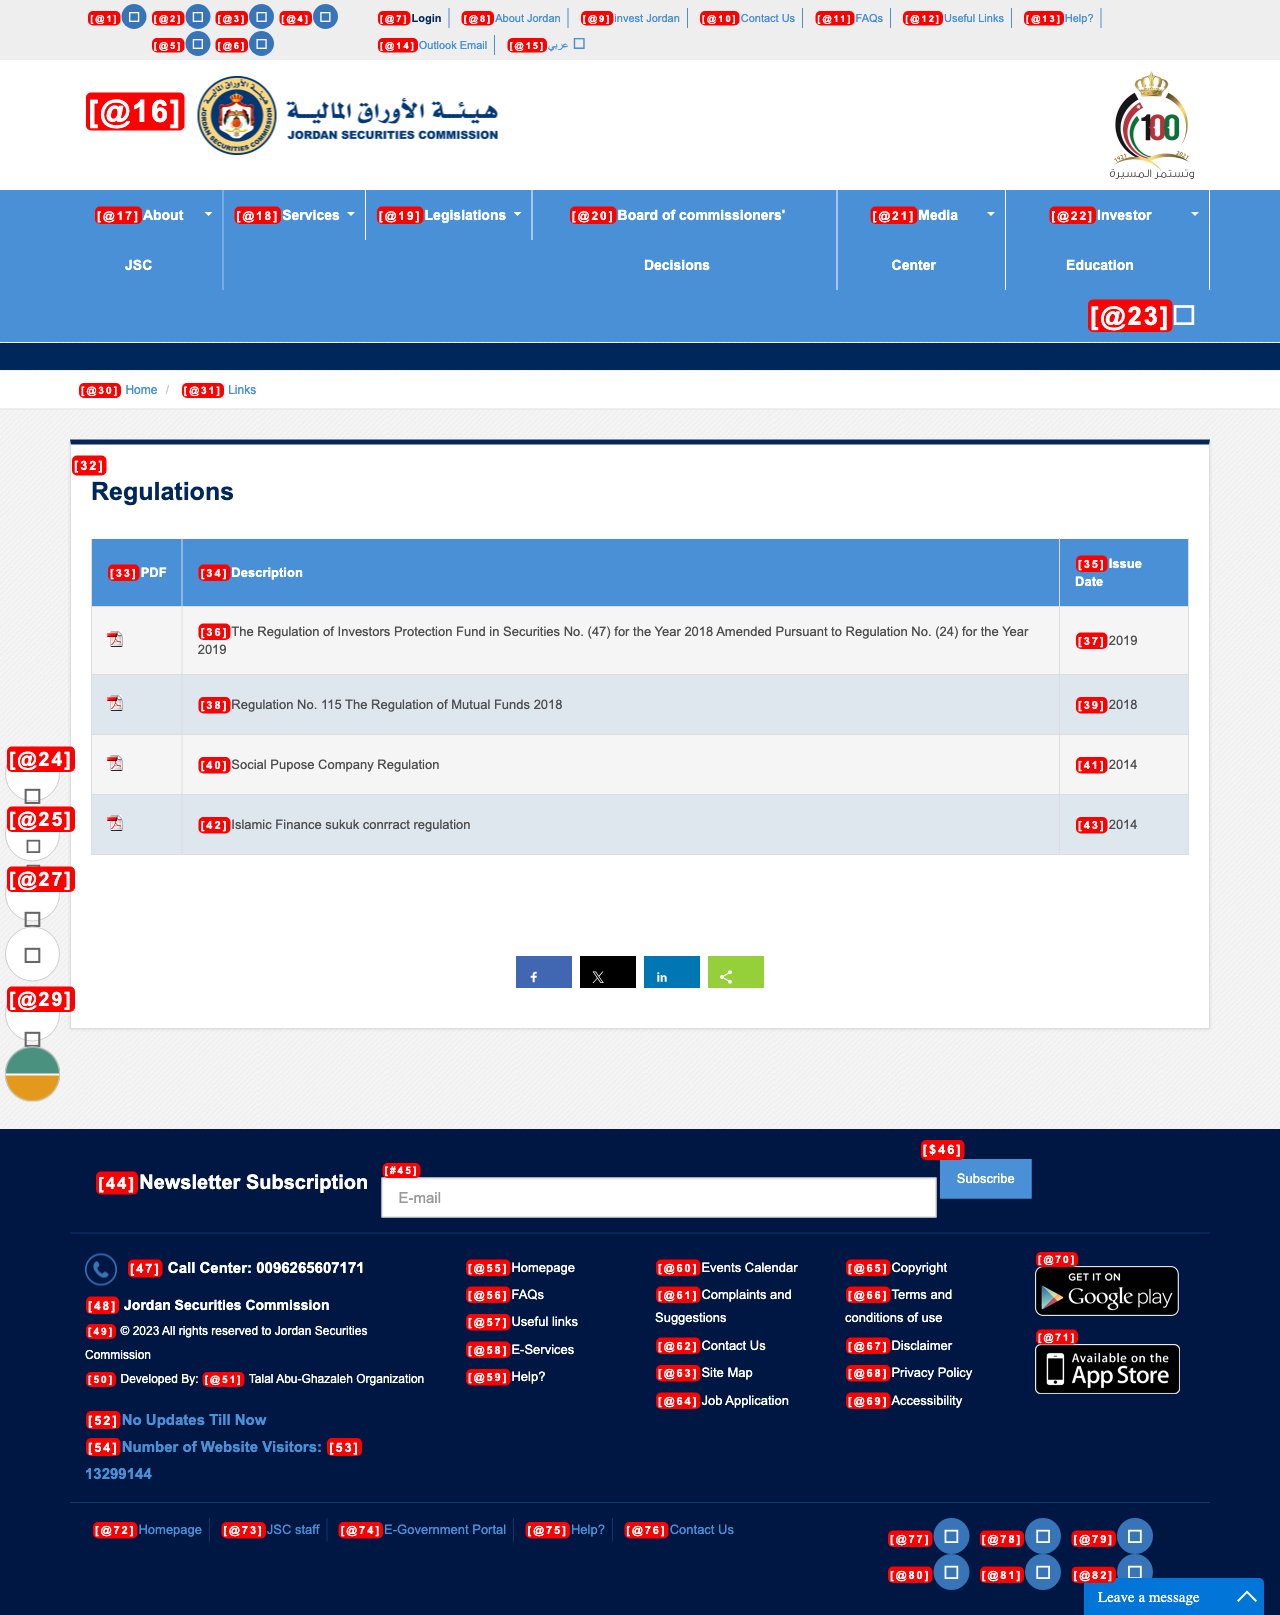 [@1] [@2] [@3] [@4] [@7] Login [@8] About Jordan [@9] Invest Jordan [@10] Contact Us [@11] FAQs [@12] Useful Links [@13] Help?
[@5] [@6] [@14] Outlook Email [@15] عربي
[@16]
هيئة الأوراق المالية
JORDAN SECURITIES COMMISSION
JORDAN SECURITIES COMMISSION
100
1921 2021
وتستمر المسيرة
[@17] About JSC
[@18] Services
[@19] Legislations
[@20] Board of commissioners' Decisions
[@21] Media Center
[@22] Investor Education
[@23]
[@30] Home / [@31] Links
[32]
Regulations
[33] PDF [34] Description [35] Issue Date
[36] The Regulation of Investors Protection Fund in Securities No. (47) for the Year 2018 Amended Pursuant to Regulation No. (24) for the Year 2019 [37] 2019
[38] Regulation No. 115 The Regulation of Mutual Funds 2018 [39] 2018
[40] Social Pupose Company Regulation [41] 2014
[42] Islamic Finance sukuk conrract regulation [43] 2014
[@24]
[@25]
[@27]
[@29]
[44] Newsletter Subscription
[#45]
E-mail
[$46]
Subscribe
[47] Call Center: 0096265607171
[48] Jordan Securities Commission
[49] © 2023 All rights reserved to Jordan Securities
Commission
[50] Developed By: [@51] Talal Abu-Ghazaleh Organization
[52] No Updates Till Now
[54] Number of Website Visitors: [53]
13299144
[@55] Homepage
[@56] FAQs
[@57] Useful links
[@58] E-Services
[@59] Help?
[@60] Events Calendar
[@61] Complaints and
Suggestions
[@62] Contact Us
[@63] Site Map
[@64] Job Application
[@65] Copyright
[@66] Terms and
conditions of use
[@67] Disclaimer
[@68] Privacy Policy
[@69] Accessibility
[@70]
GET IT ON
Google play
[@71]
Available on the
App Store
[@72] Homepage [@73] JSC staff [@74] E-Government Portal [@75] Help? [@76] Contact Us
[@77] [@78] [@79]
[@80] [@81] [@82]
Leave a message